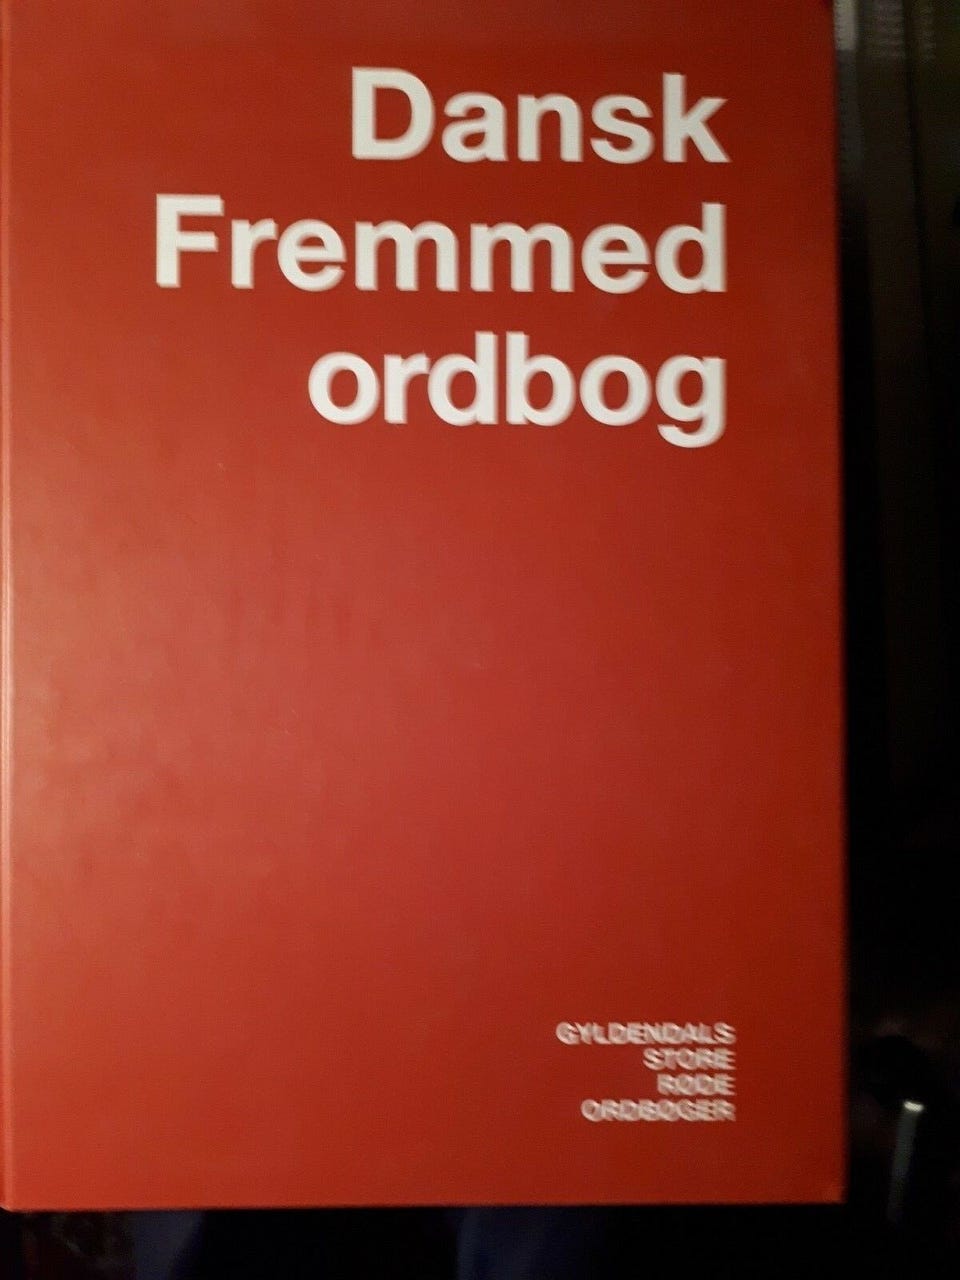 Dansk
Fremmed
ordbog
GYLDENDALS
STORE
RØDE
ORDBØGER